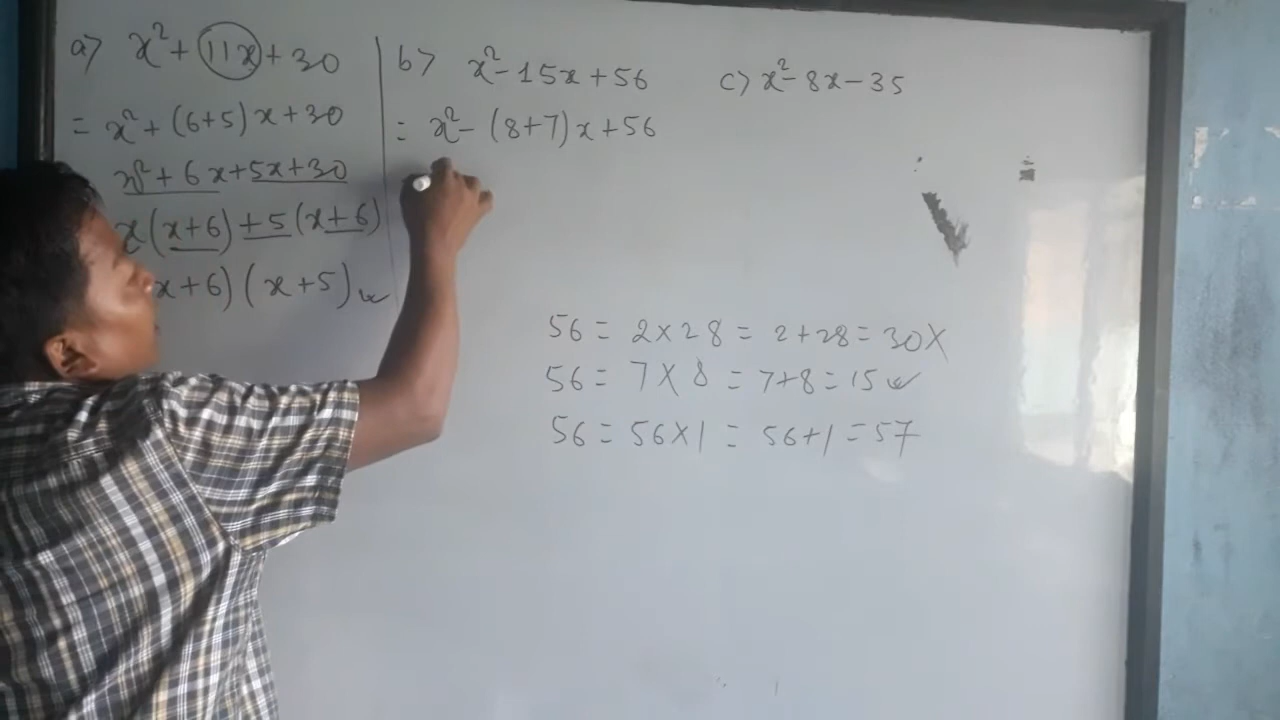 a) x² + 11x + 30
= x² + (6+5)x + 30
x² + 6x + 5x + 30
x(x+6) + 5(x+6)
x+6)(x+5)
b) x² - 15x + 56
= x² - (8+7)x + 56
c) x² - 8x - 35
56 = 2×28 = 2+28 = 30 X
56 = 7×8 = 7+8 = 15 ✓
56 = 56×1 = 56+1 = 57